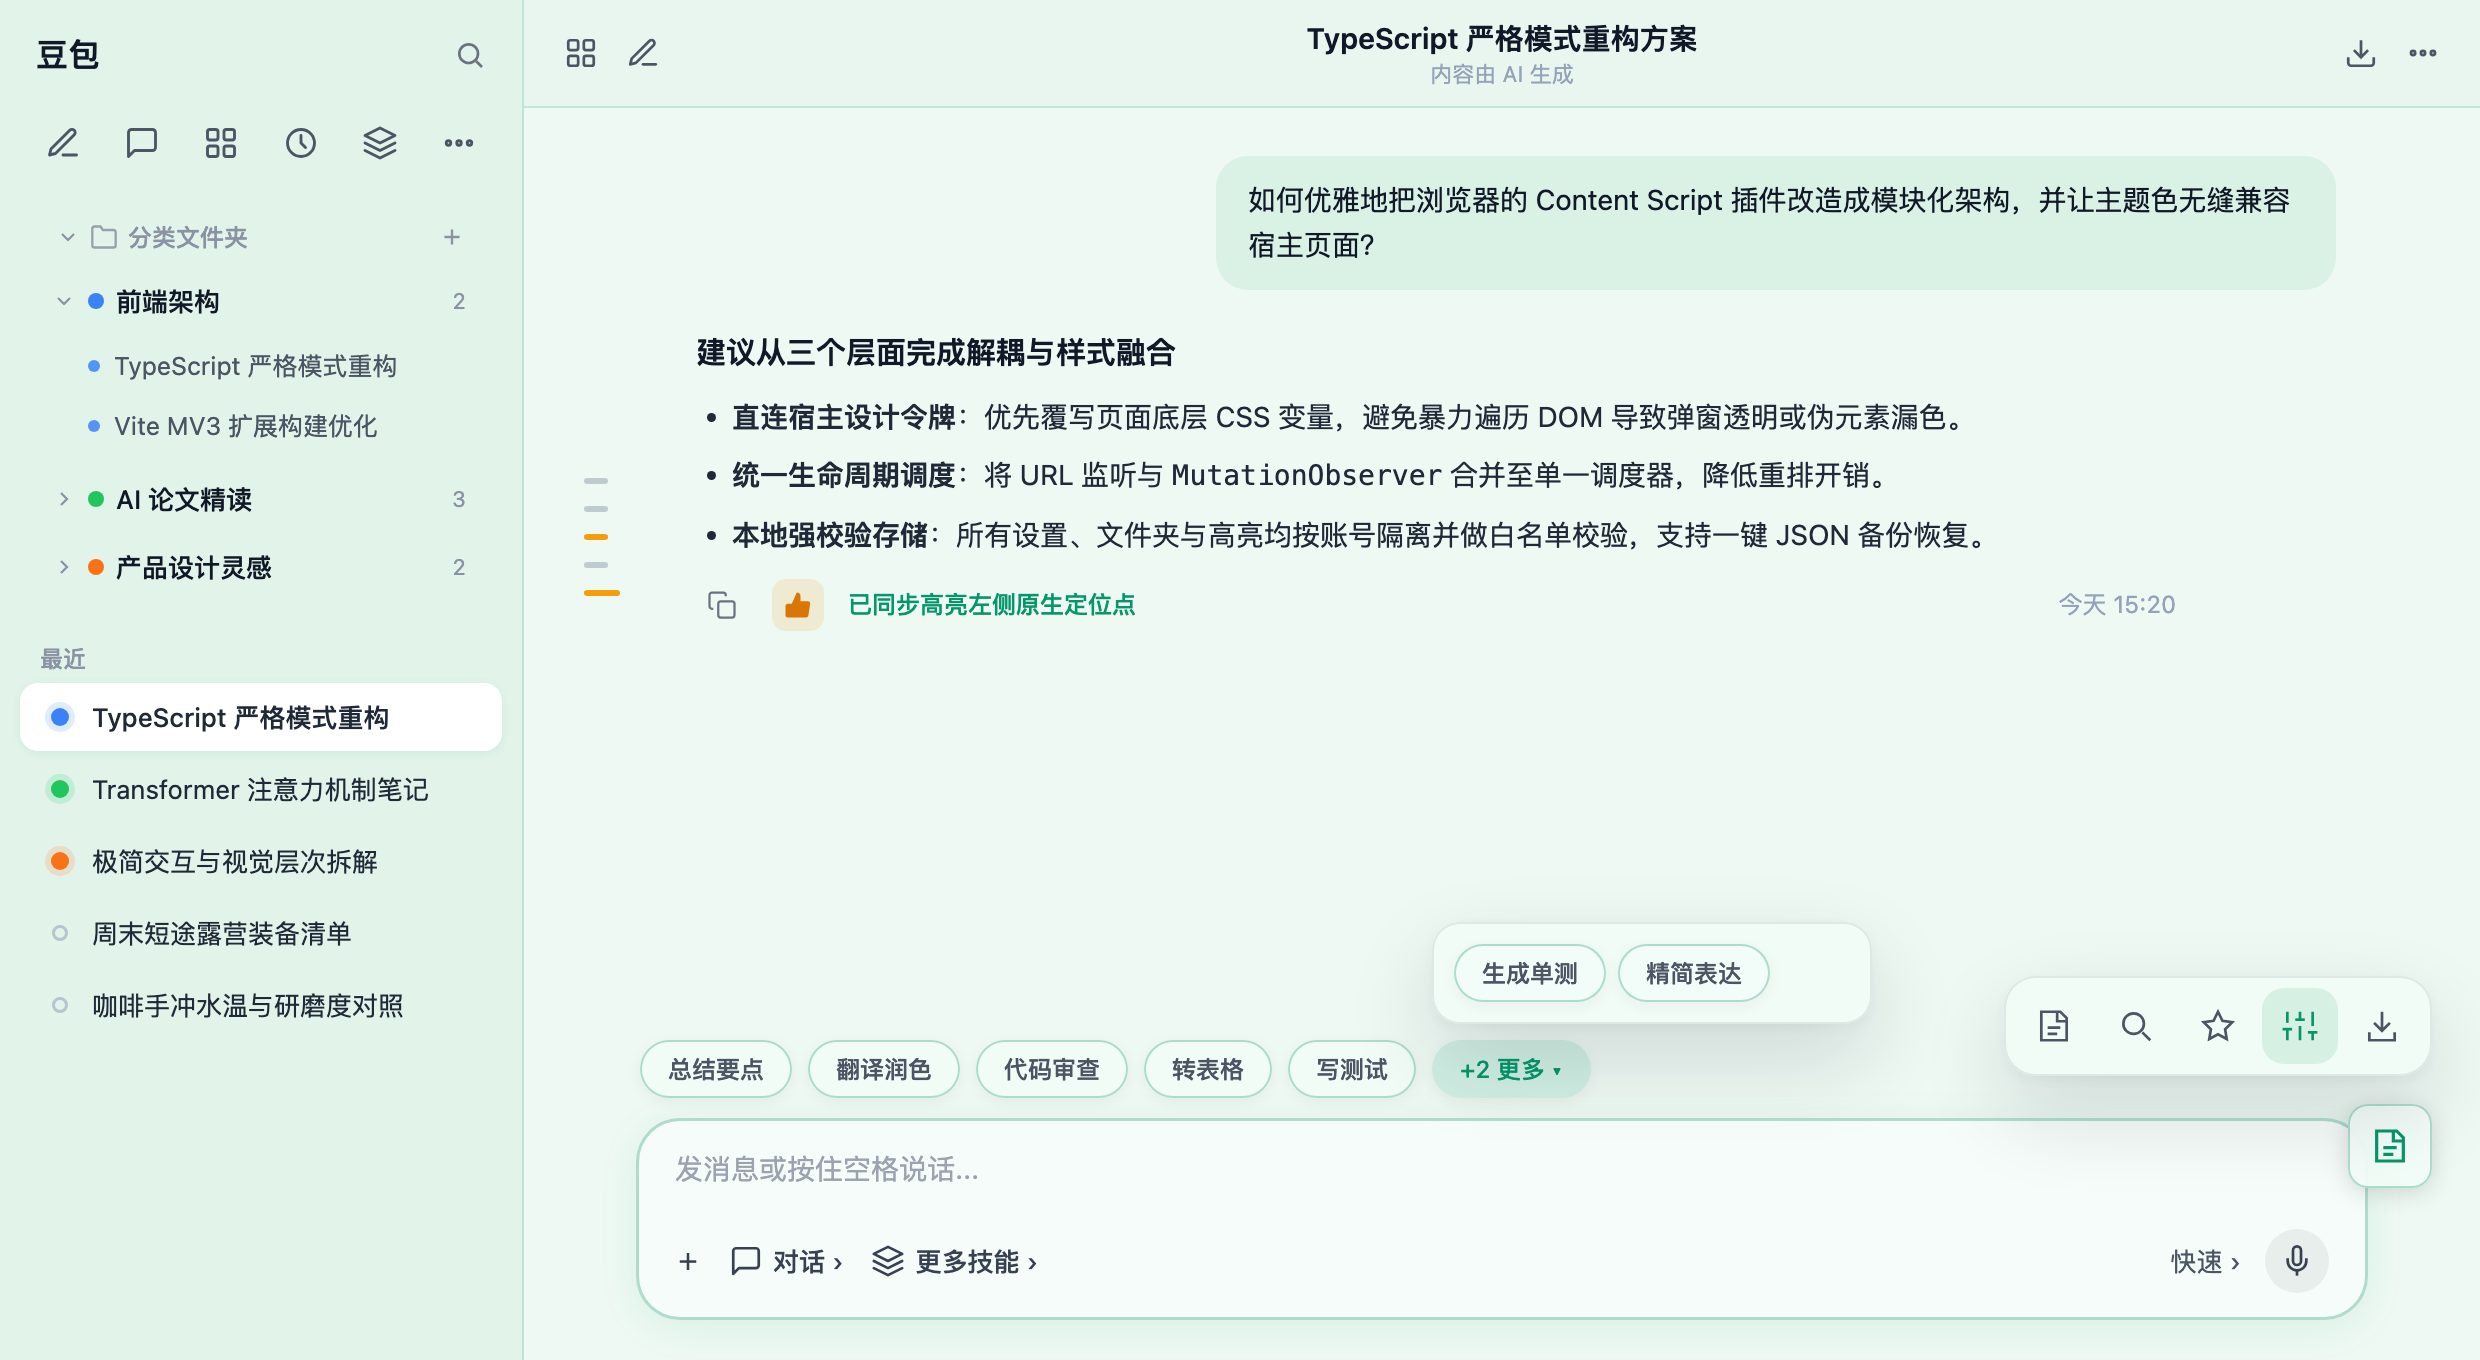 豆包
分类文件夹 +
前端架构 2
TypeScript 严格模式重构
Vite MV3 扩展构建优化
AI 论文精读 3
产品设计灵感 2
最近
TypeScript 严格模式重构
Transformer 注意力机制笔记
极简交互与视觉层次拆解
周末短途露营装备清单
咖啡手冲水温与研磨度对照
TypeScript 严格模式重构方案
内容由 AI 生成
如何优雅地把浏览器的 Content Script 插件改造成模块化架构，并让主题色无缝兼容
宿主页面?
建议从三个层面完成解耦与样式融合
• 直连宿主设计令牌：优先覆写页面底层 CSS 变量，避免暴力遍历 DOM 导致弹窗透明或伪元素漏色。
• 统一生命周期调度：将 URL 监听与 MutationObserver 合并至单一调度器，降低重排开销。
• 本地强校验存储：所有设置、文件夹与高亮均按账号隔离并做白名单校验，支持一键 JSON 备份恢复。
已同步高亮左侧原生定位点 今天 15:20
生成单测 精简表达
总结要点 翻译润色 代码审查 转表格 写测试 +2 更多 ▾
发消息或按住空格说话...
+ 对话 › 更多技能 › 快速 ›